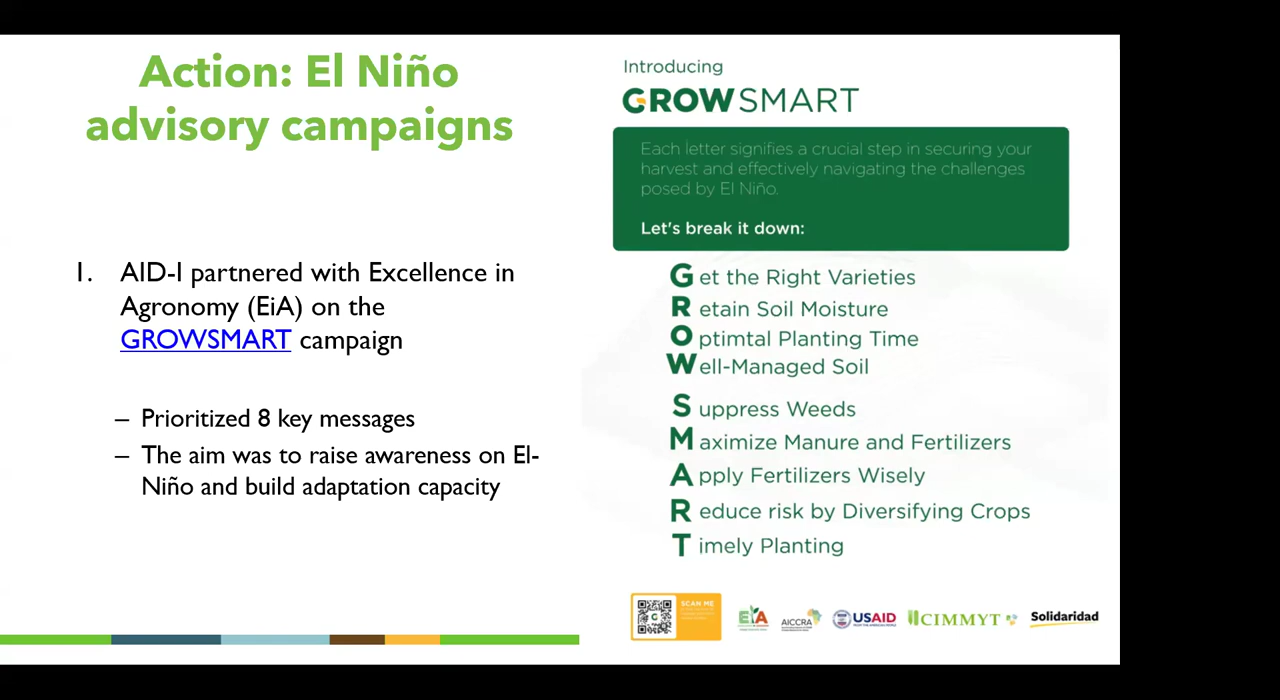 Action: El Niño
advisory campaigns
1. AID-I partnered with Excellence in
Agronomy (EiA) on the
GROWSMART campaign
– Prioritized 8 key messages
– The aim was to raise awareness on El-
Niño and build adaptation capacity
Introducing
GROWSMART
Each letter signifies a crucial step in securing your
harvest and effectively navigating the challenges
posed by El Niño.
Let's break it down:
Get the Right Varieties
Retain Soil Moisture
Optimtal Planting Time
Well-Managed Soil
Suppress Weeds
Maximize Manure and Fertilizers
Apply Fertilizers Wisely
Reduce risk by Diversifying Crops
Timely Planting
SCAN ME
EiA
AICCRA
USAID
CIMMYT
Solidaridad